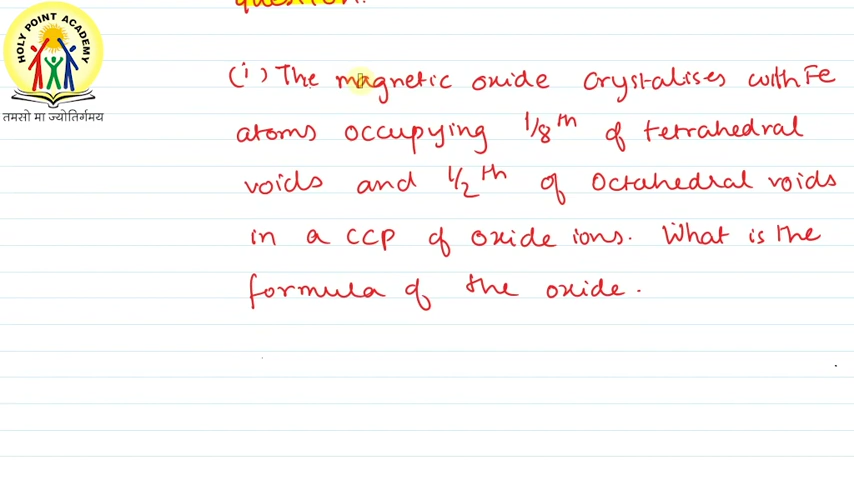 question.
HOLY POINT ACADEMY
तमसो मा ज्योतिर्गमय
(i) The magnetic oxide crystalises with Fe
atoms occupying 1/8th of tetrahedral
voids and 1/2th of octahedral voids
in a CCP of oxide ions. What is the
formula of the oxide.